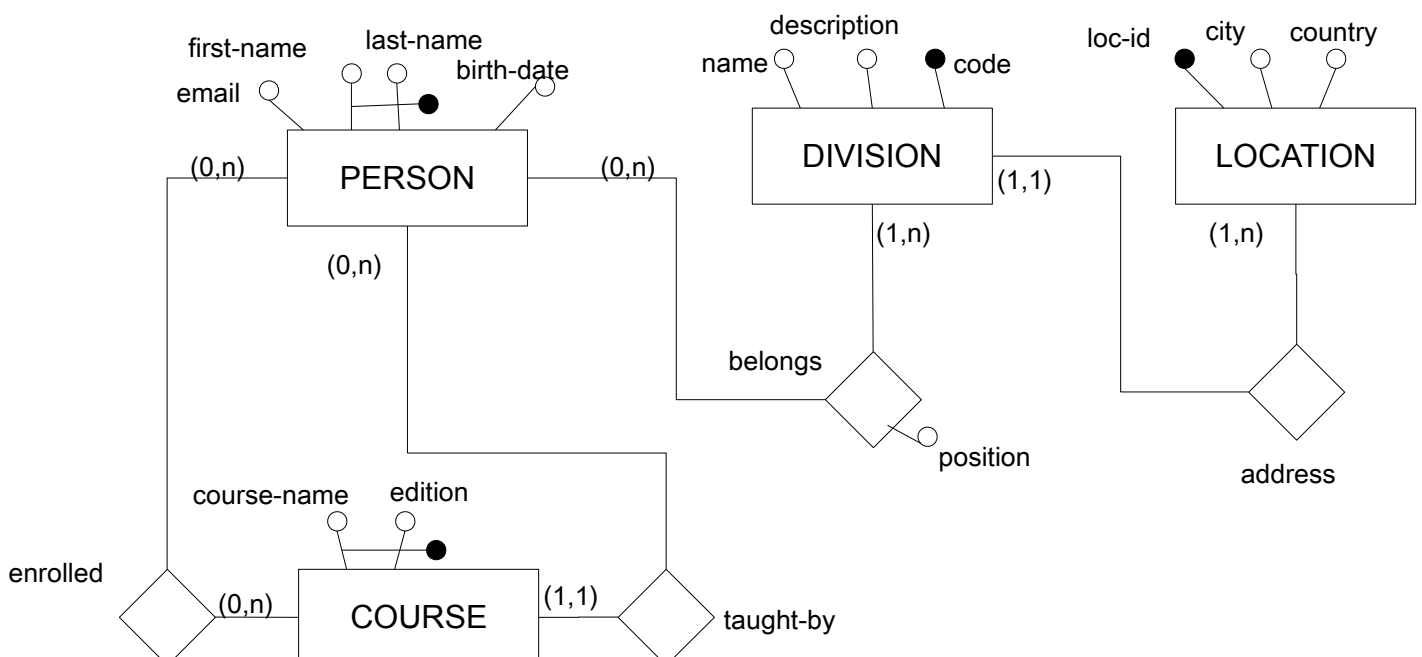 first-name
last-name
email
birth-date
description
name
code
loc-id
city
country
PERSON
DIVISION
LOCATION
(0,n)
(0,n)
(1,1)
(0,n)
(1,n)
(1,n)
belongs
position
address
course-name
edition
enrolled
(0,n)
COURSE
(1,1)
taught-by